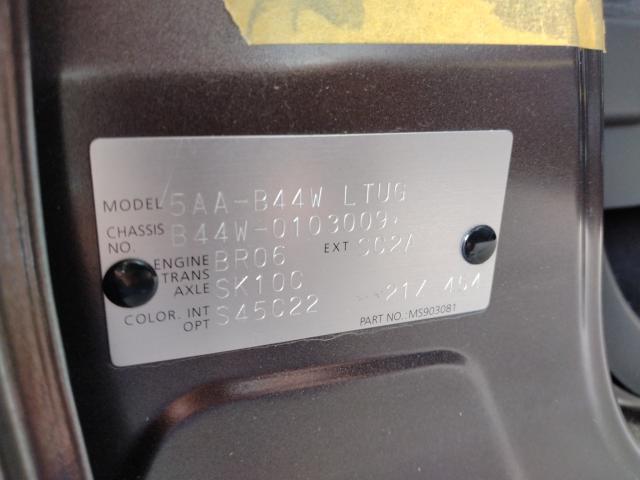 MODEL 5AA-B44W LTUG
CHASSIS NO. B44W-0103009
ENGINE BR06 EXT
TRANS AXLE SK10C
COLOR. INT OPT S45C22
PART NO.: MS903081